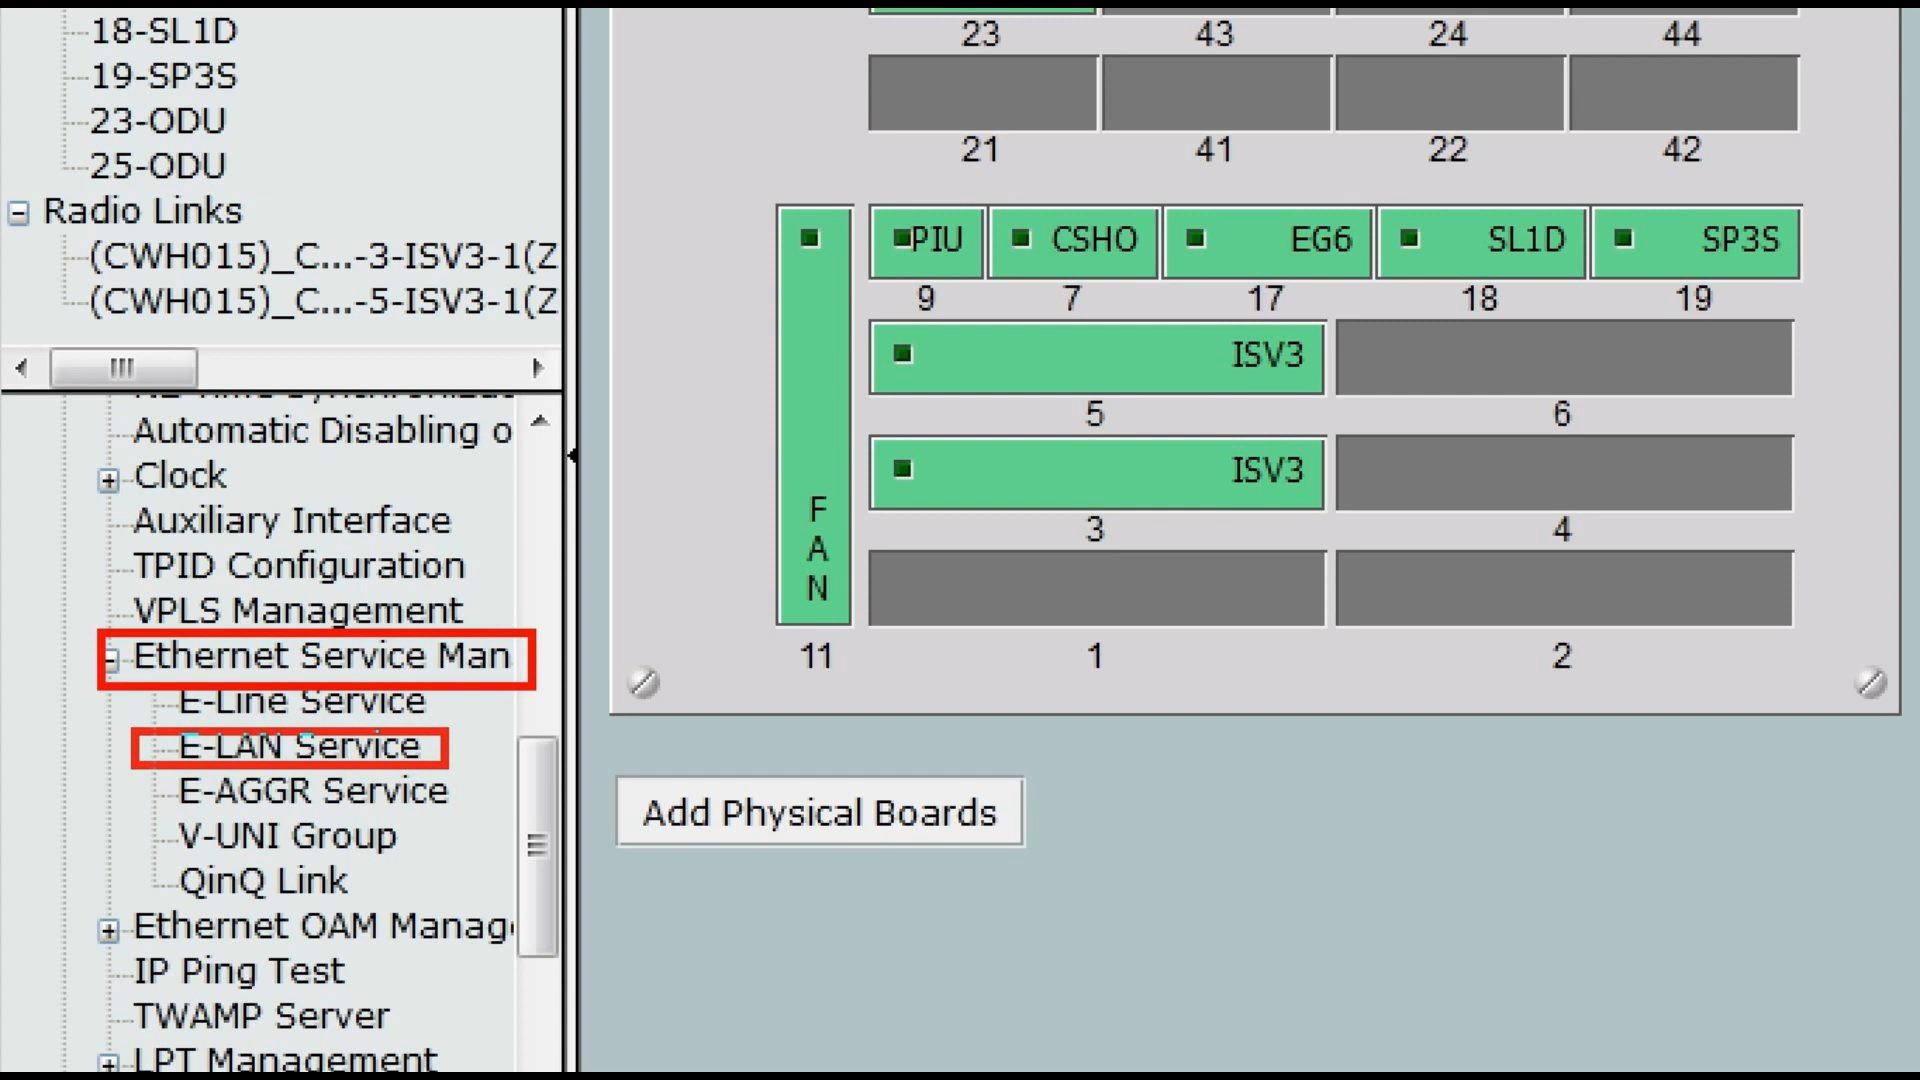 18-SL1D
19-SP3S
23-ODU
25-ODU
Radio Links
(CWH015)_C...-3-ISV3-1(Z
(CWH015)_C...-5-ISV3-1(Z
Automatic Disabling o
Clock
Auxiliary Interface
TPID Configuration
VPLS Management
Ethernet Service Man
E-Line Service
E-LAN Service
E-AGGR Service
V-UNI Group
QinQ Link
Ethernet OAM Manag
IP Ping Test
TWAMP Server
LPT Management
23 43 24 44
21 41 22 42
PIU CSHO EG6 SL1D SP3S
9 7 17 18 19
ISV3
5 6
ISV3
3 4
FAN
11 1 2
Add Physical Boards